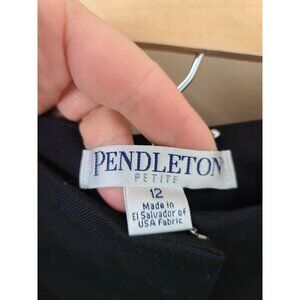 PENDLETON
PETITE
12
Made in
El Salvador of
USA Fabric